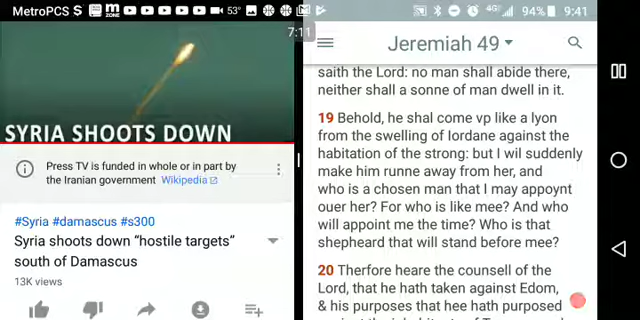 MetroPCS $ 53°
7:11
SYRIA SHOOTS DOWN
Press TV is funded in whole or in part by
the Iranian government Wikipedia
#Syria #damascus #s300
Syria shoots down “hostile targets“
south of Damascus
13K views
4G 94% 9:41
Jeremiah 49
saith the Lord: no man shall abide there,
neither shall a sonne of man dwell in it.
19 Behold, he shal come vp like a lyon
from the swelling of Iordane against the
habitation of the strong: but I wil suddenly
make him runne away from her, and
who is a chosen man that I may appoynt
ouer her? For who is like mee? And who
will appoint me the time? Who is that
shepheard that will stand before mee?
20 Therfore heare the counsell of the
Lord, that he hath taken against Edom,
& his purposes that hee hath purposed